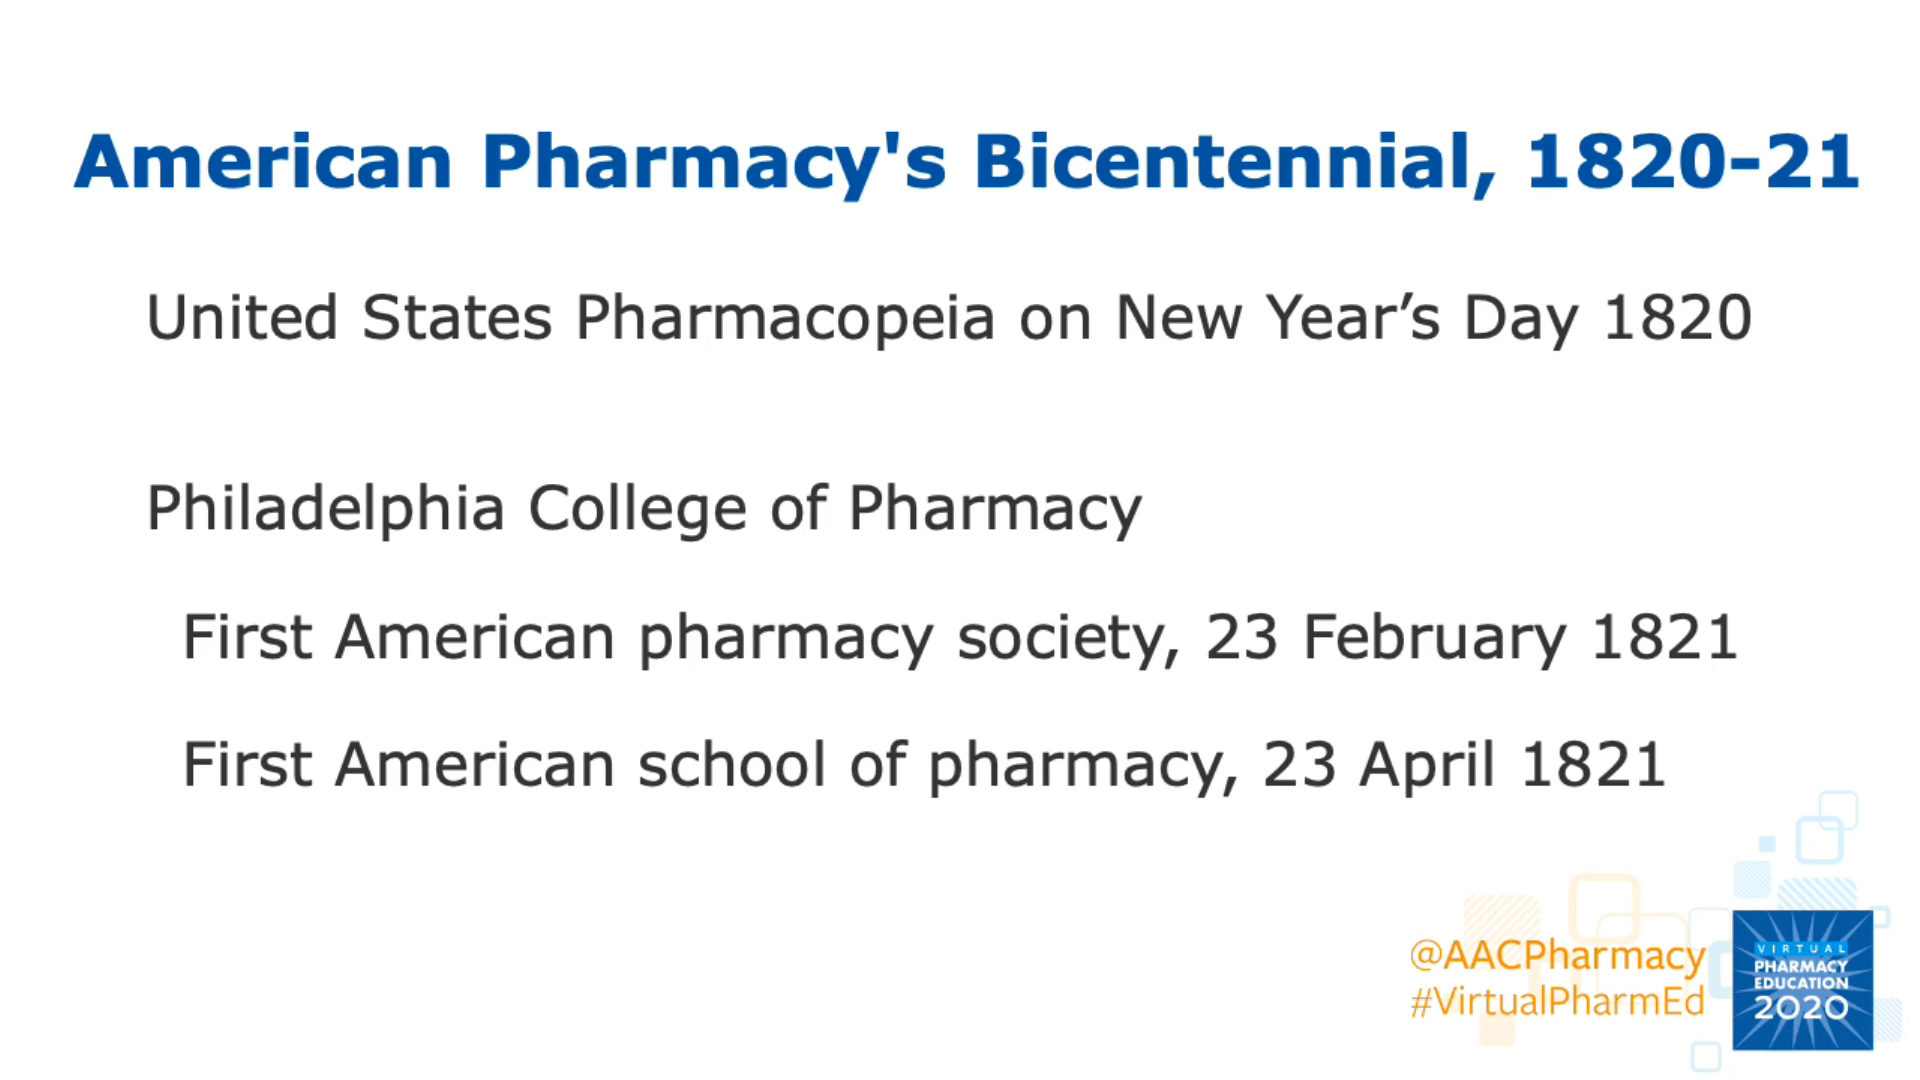 American Pharmacy's Bicentennial, 1820-21
United States Pharmacopeia on New Year’s Day 1820
Philadelphia College of Pharmacy
First American pharmacy society, 23 February 1821
First American school of pharmacy, 23 April 1821
@AACPharmacy
#VirtualPharmEd
VIRTUAL
PHARMACY
EDUCATION
2020